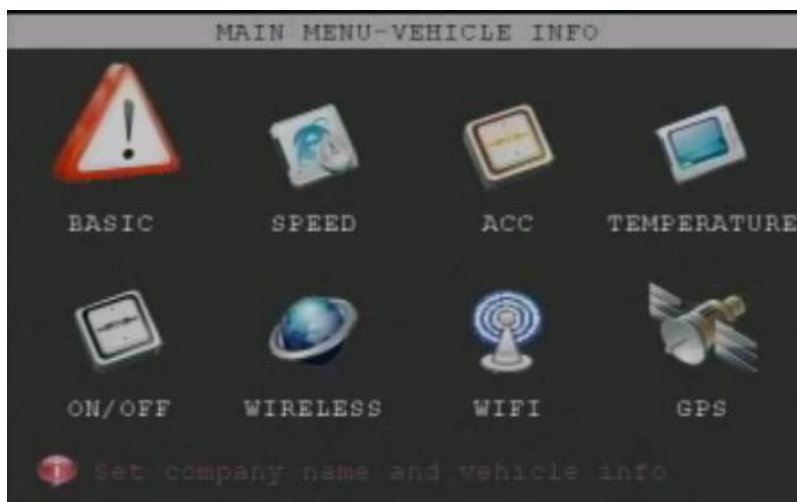 MAIN MENU-VEHICLE INFO
BASIC SPEED ACC TEMPERATURE
ON/OFF WIRELESS WIFI GPS
Set company name and vehicle info